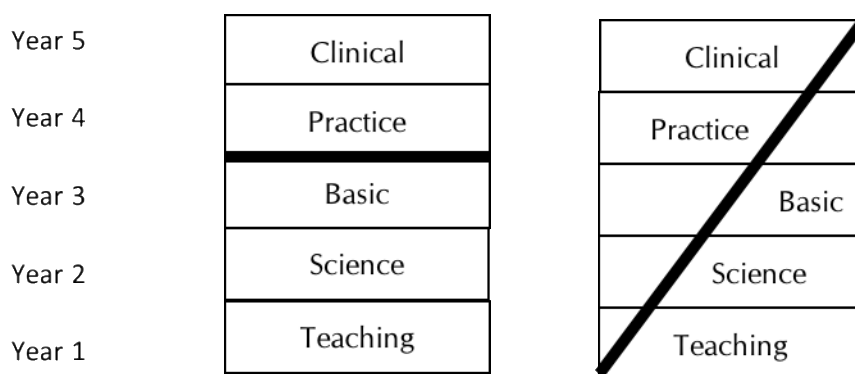 Year 5
Clinical
Clinical
Year 4
Practice
Practice
Year 3
Basic
Basic
Year 2
Science
Science
Year 1
Teaching
Teaching